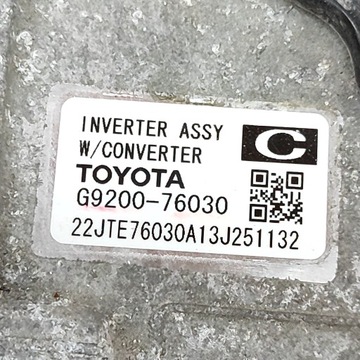 INVERTER ASSY
W/CONVERTER
C
TOYOTA
G9200-76030
22JTE76030A13J251132